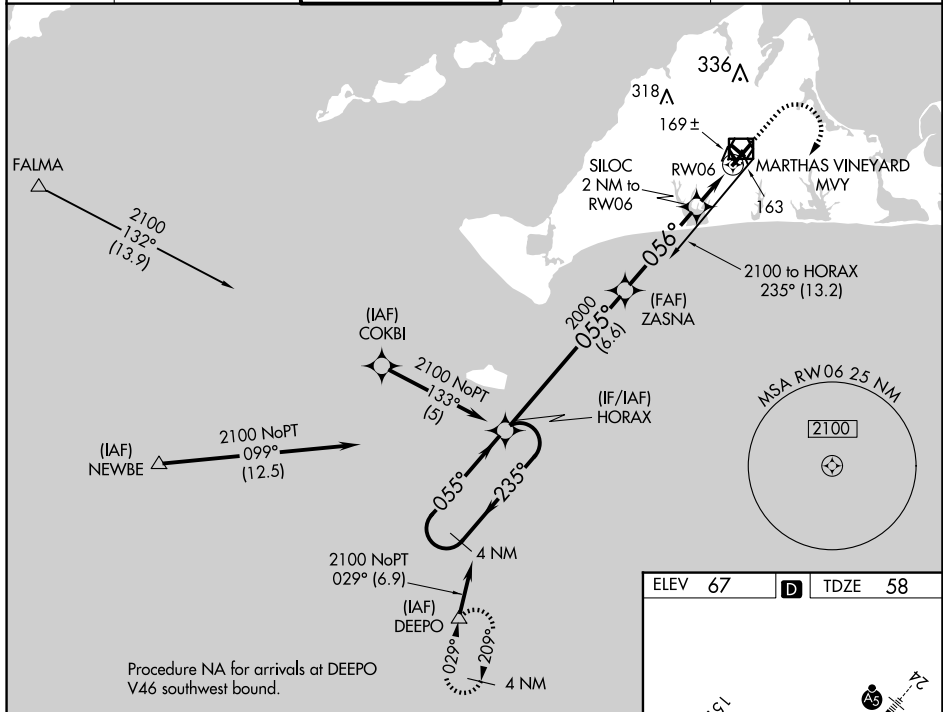 336
318
169±
FALMA
SILOC
2 NM to
RW06
RW06
MARTHAS VINEYARD
MVY
163
2100
132°
(13.9)
056°
2100 to HORAX
235° (13.2)
(FAF)
ZASNA
2000
055°
(6.6)
(IAF)
COKBI
2100 NoPT
133°
(5)
(IF/IAF)
HORAX
MSA RW06 25 NM
2100
(IAF)
NEWBE
2100 NoPT
099°
(12.5)
055°
235°
4 NM
2100 NoPT
029° (6.9)
(IAF)
DEEPO
029°
209°
4 NM
Procedure NA for arrivals at DEEPO
V46 southwest bound.
ELEV 67
D
TDZE 58
24
A5